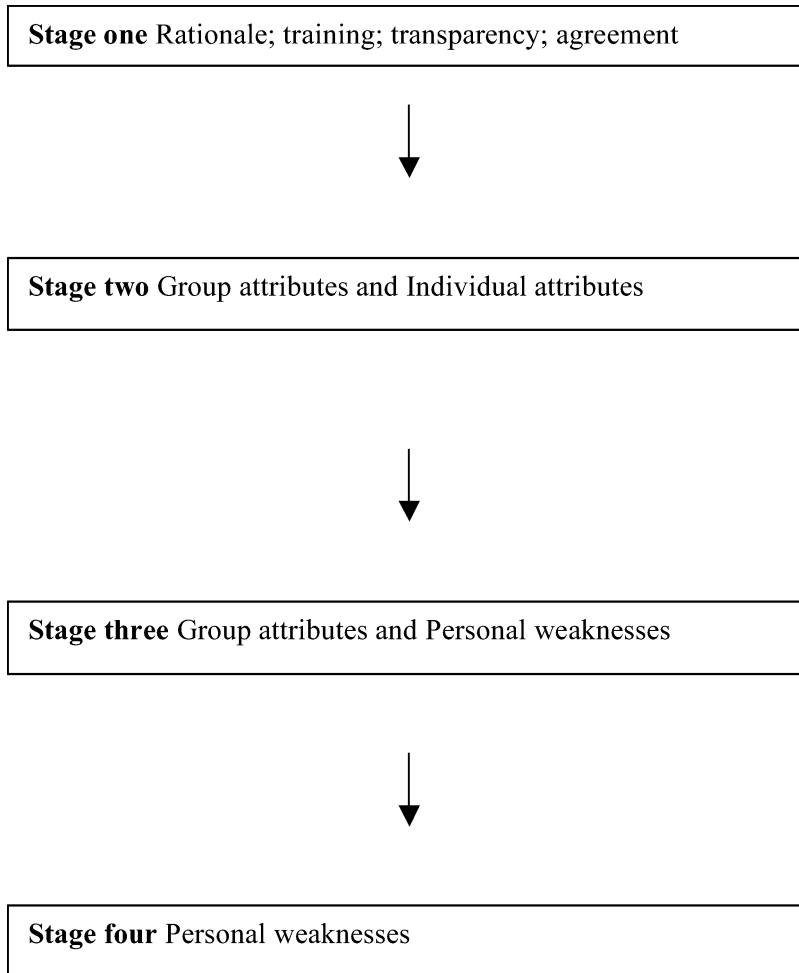 Stage one Rationale; training; transparency; agreement
Stage two Group attributes and Individual attributes
Stage three Group attributes and Personal weaknesses
Stage four Personal weaknesses